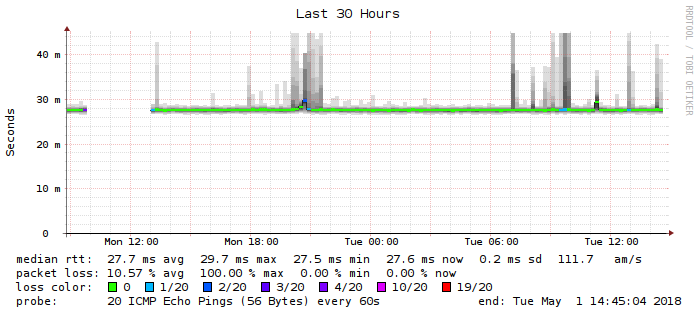 Last 30 Hours
RRDTOOL / TOBI OETIKER
Seconds
40 m
30 m
20 m
10 m
0
Mon 12:00 Mon 18:00 Tue 00:00 Tue 06:00 Tue 12:00
median rtt: 27.7 ms avg 29.7 ms max 27.5 ms min 27.6 ms now 0.2 ms sd 111.7 am/s
packet loss: 10.57 % avg 100.00 % max 0.00 % min 0.00 % now
loss color: 0 1/20 2/20 3/20 4/20 10/20 19/20
probe: 20 ICMP Echo Pings (56 Bytes) every 60s end: Tue May 1 14:45:04 2018